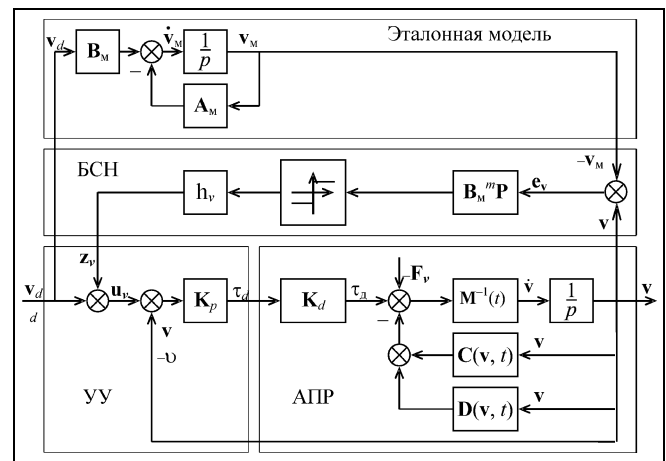 Эталонная модель
v_d
B_м
v̇_м
1/p
v_м
–
A_м
БСН
–v_м
h_v
B_м^m P
e_v
v
z_v
v_d
d
u_v
v
–υ
K_p
τ_d
K_d
τ_д
–F_v
–
M⁻¹(t)
v̇
1/p
v
C(v, t)
v
D(v, t)
v
УУ
АПР